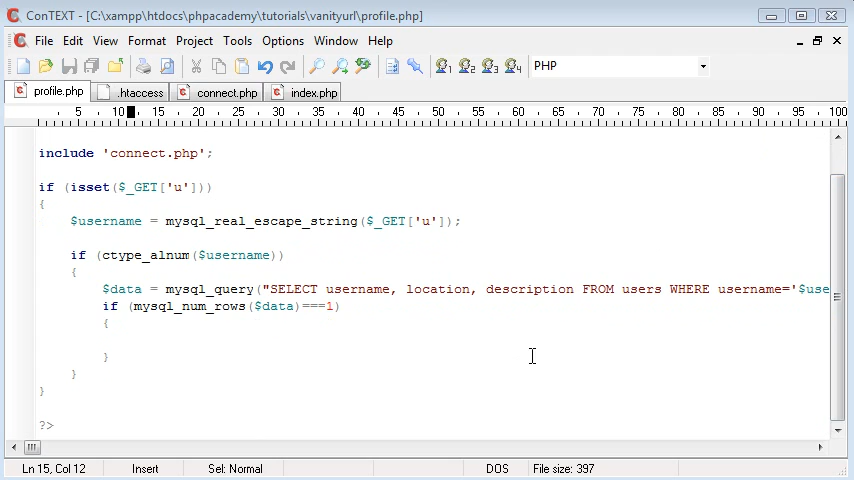 ConTEXT - [C:\xampp\htdocs\phpacademy\tutorials\vanityurl\profile.php]
File Edit View Format Project Tools Options Window Help
1 2 3 4 PHP
profile.php .htaccess connect.php index.php
5 10 15 20 25 30 35 40 45 50 55 60 65 70 75 80 85 90 95 100
include 'connect.php';
if (isset($_GET['u']))
{
$username = mysql_real_escape_string($_GET['u']);
if (ctype_alnum($username))
{
$data = mysql_query("SELECT username, location, description FROM users WHERE username='$use
if (mysql_num_rows($data)===1)
{
}
}
}
?>
Ln 15, Col 12 Insert Sel: Normal DOS File size: 397